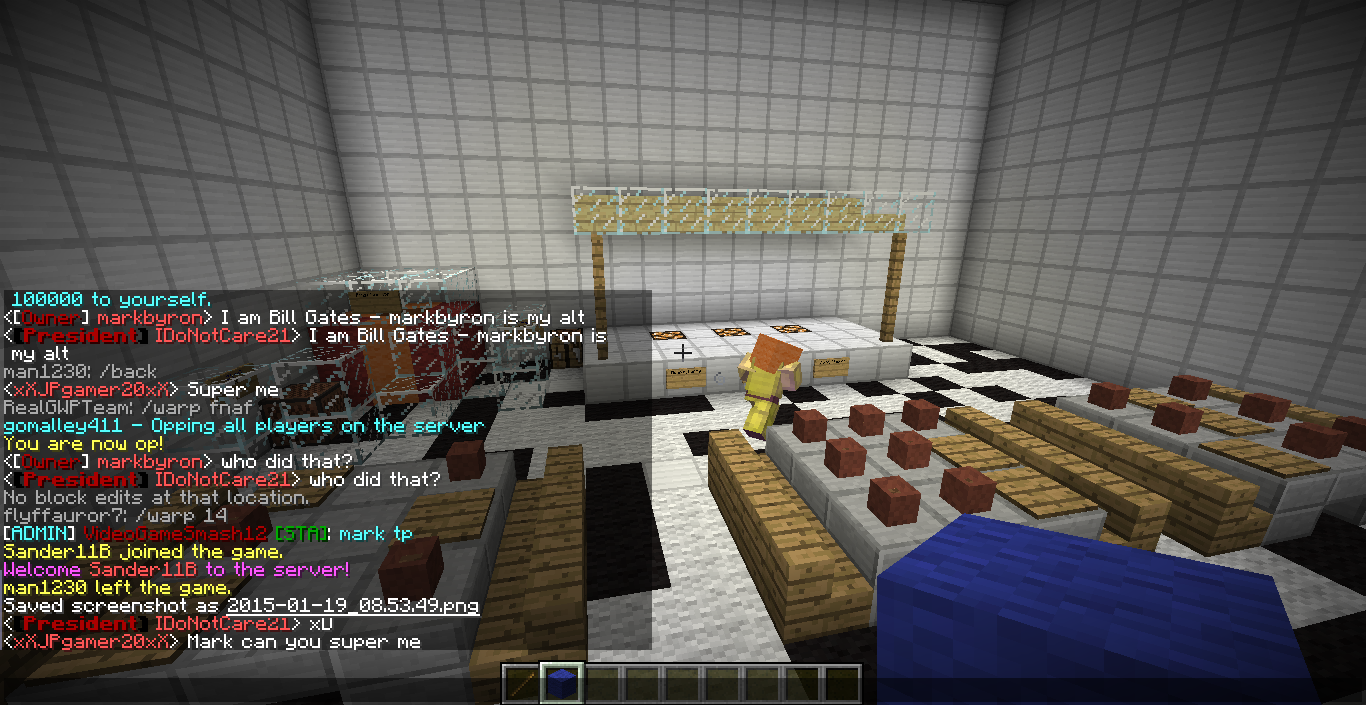 100000 to yourself.
<[Owner] markbyron> I am Bill Gates - markbyron is my alt
<[President] IDoNotCare21> I am Bill Gates - markbyron is
my alt
man1230: /back
<xXJPgamer20xX> Super me
RealGWPTeam: /warp fnaf
gomalley411 - Opping all players on the server
You are now op!
<[Owner] markbyron> who did that?
<[President] IDoNotCare21> who did that?
No block edits at that location.
flyffayror7: /warp 14
[ADMIN] VideoGameSmash12 [STA]: mark tp
Sander11B joined the game.
Welcome Sander11B to the server!
man1230 left the game.
Saved screenshot as 2015-01-19_08.53.49.png
<[President] IDoNotCare21> xD
<xXJPgamer20xX> Mark can you super me